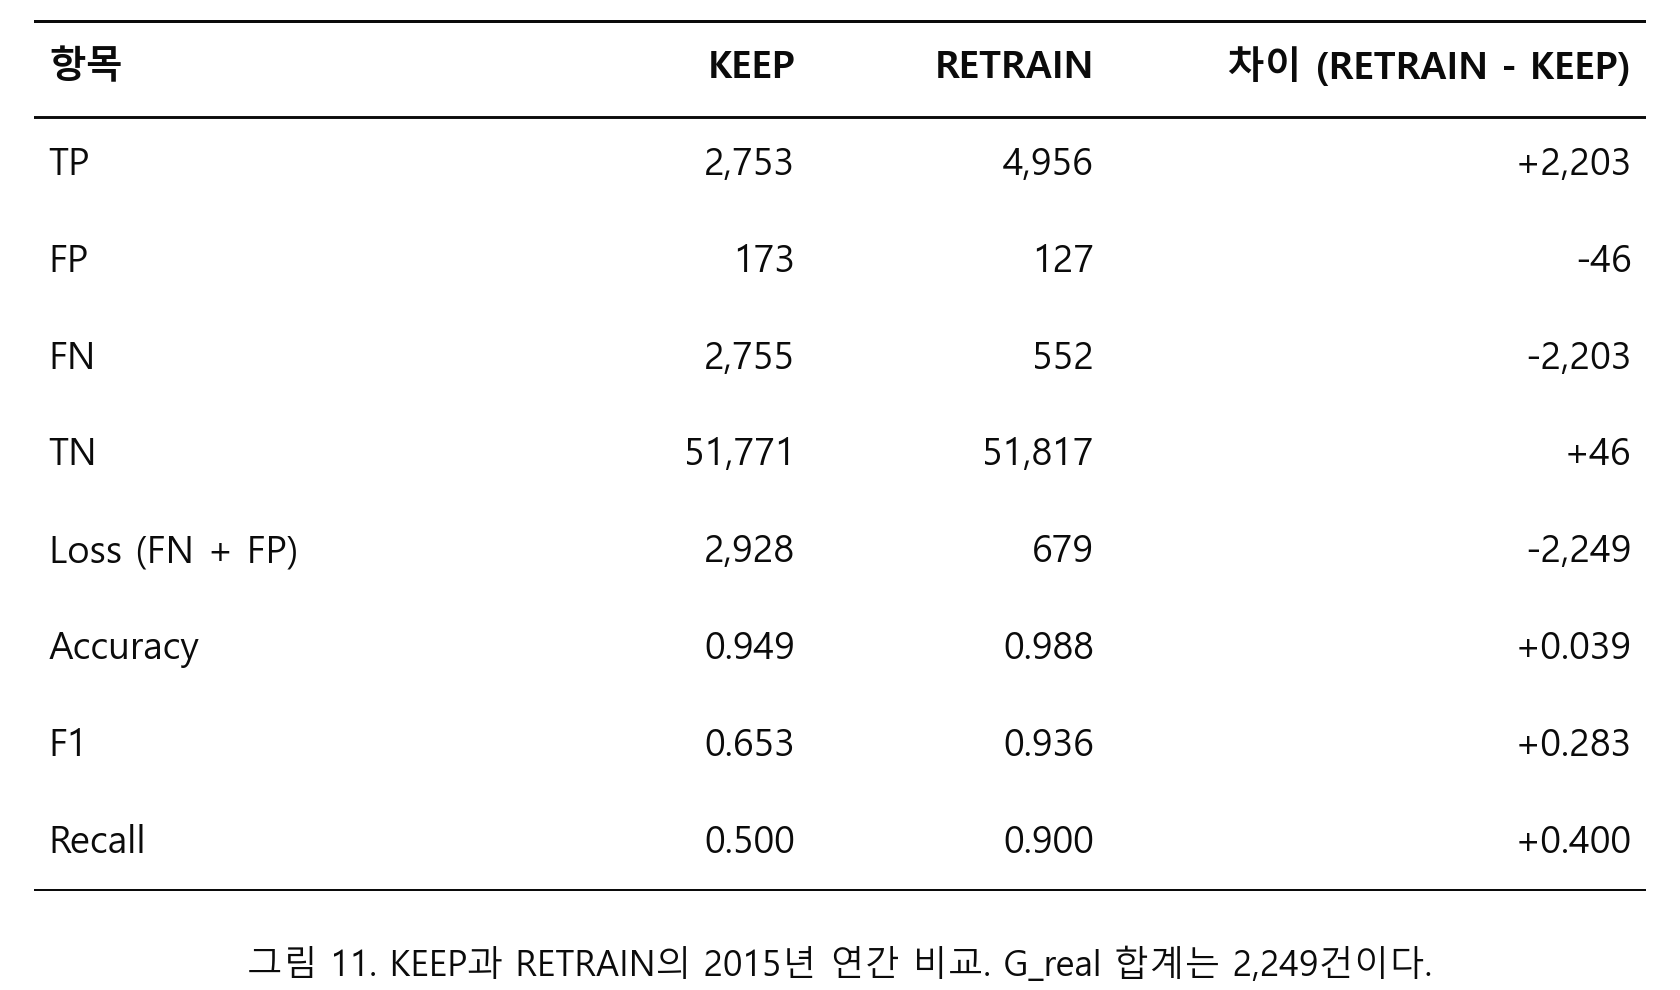 항목 KEEP RETRAIN 차이 (RETRAIN - KEEP)
TP 2,753 4,956 +2,203
FP 173 127 -46
FN 2,755 552 -2,203
TN 51,771 51,817 +46
Loss (FN + FP) 2,928 679 -2,249
Accuracy 0.949 0.988 +0.039
F1 0.653 0.936 +0.283
Recall 0.500 0.900 +0.400
그림 11. KEEP과 RETRAIN의 2015년 연간 비교. G_real 합계는 2,249건이다.